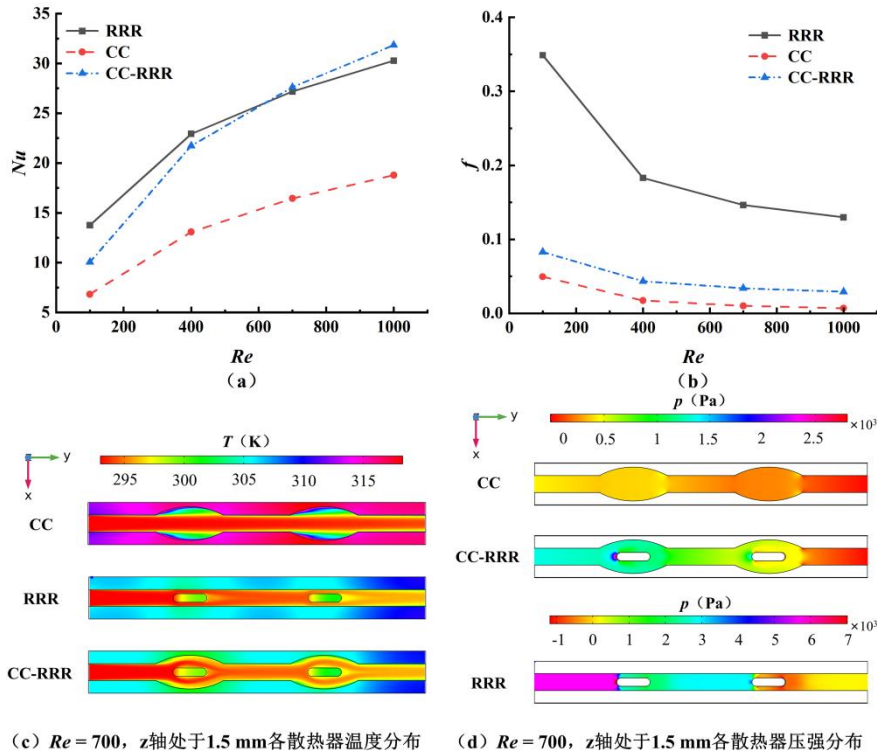 35
30
25
20
15
10
5
Nu
RRR
CC
CC-RRR
0 200 400 600 800 1000
Re
(a)
0.4
0.3
0.2
0.1
0.0
f
RRR
CC
CC-RRR
0 200 400 600 800 1000
Re
(b)
y
x
T（K）
295 300 305 310 315
CC
RRR
CC-RRR
（c）Re = 700，z轴处于1.5 mm各散热器温度分布
y
x
p（Pa）
0 0.5 1 1.5 2 2.5 ×10³
CC
CC-RRR
p（Pa）
-1 0 1 2 3 4 5 6 7 ×10³
RRR
（d）Re = 700，z轴处于1.5 mm各散热器压强分布